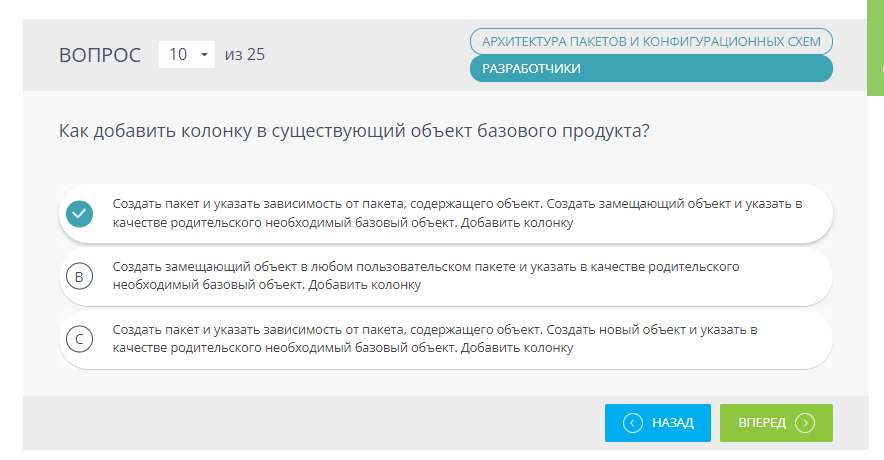 ВОПРОС 10 из 25
АРХИТЕКТУРА ПАКЕТОВ И КОНФИГУРАЦИОННЫХ СХЕМ
РАЗРАБОТЧИКИ
Как добавить колонку в существующий объект базового продукта?
Создать пакет и указать зависимость от пакета, содержащего объект. Создать замещающий объект и указать в
качестве родительского необходимый базовый объект. Добавить колонку
B
Создать замещающий объект в любом пользовательском пакете и указать в качестве родительского
необходимый базовый объект. Добавить колонку
C
Создать пакет и указать зависимость от пакета, содержащего объект. Создать новый объект и указать в
качестве родительского необходимый базовый объект. Добавить колонку
НАЗАД
ВПЕРЕД